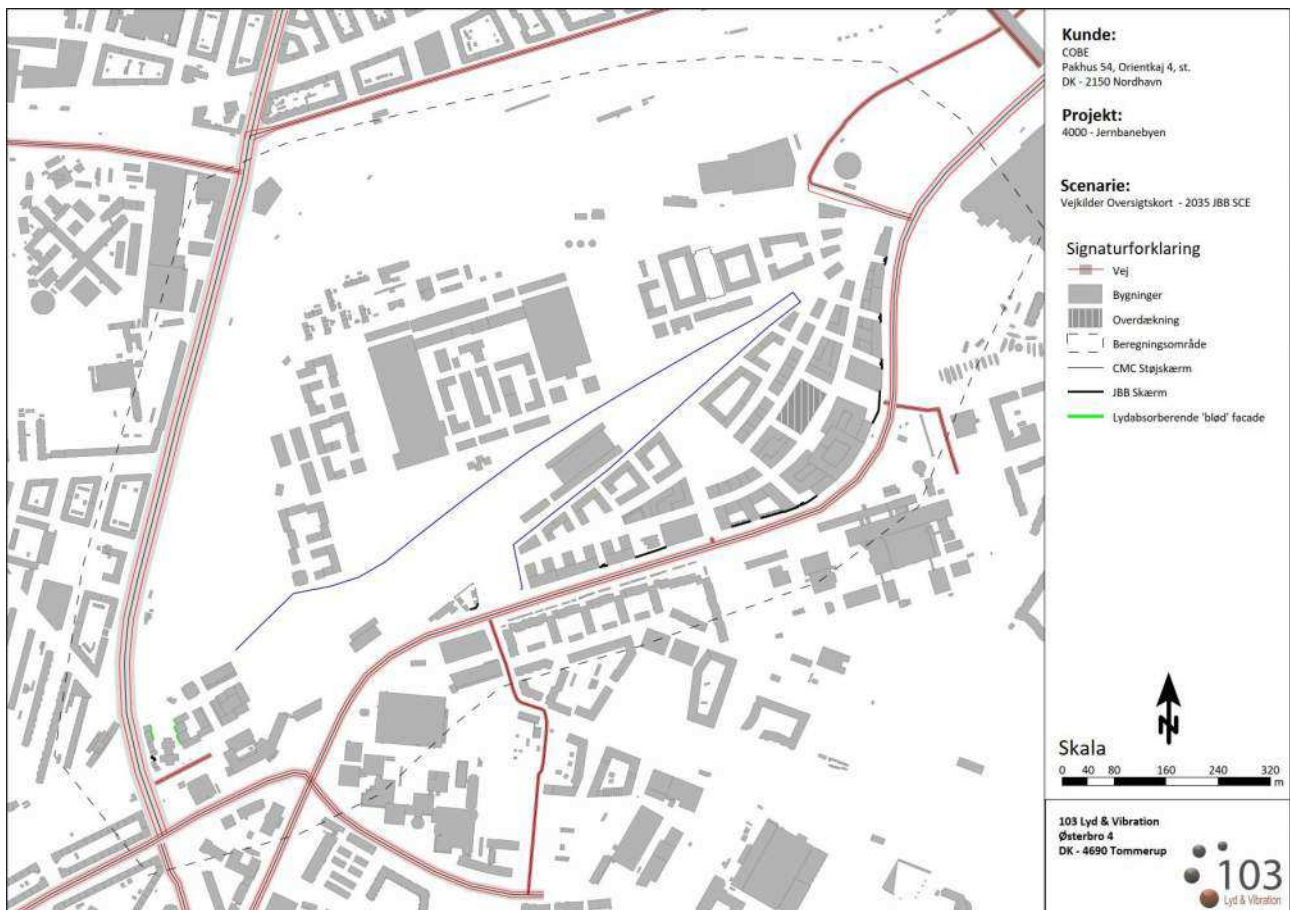 Kunde:
COBE
Pakhus 54, Orientkaj 4, st.
DK - 2150 Nordhavn
Projekt:
4000 - Jernbanebyen
Scenarie:
Vejkilder Oversigtskort - 2035 JBB SCE
Signaturforklaring
Vej
Bygninger
Overdækning
Beregningsområde
CMC Støjskærm
JBB Skærm
Lydabsorberende 'blød' facade
N
Skala
0 40 80 160 240 320
m
103 Lyd & Vibration
Østerbro 4
DK - 4690 Tommerup
103
Lyd & Vibration